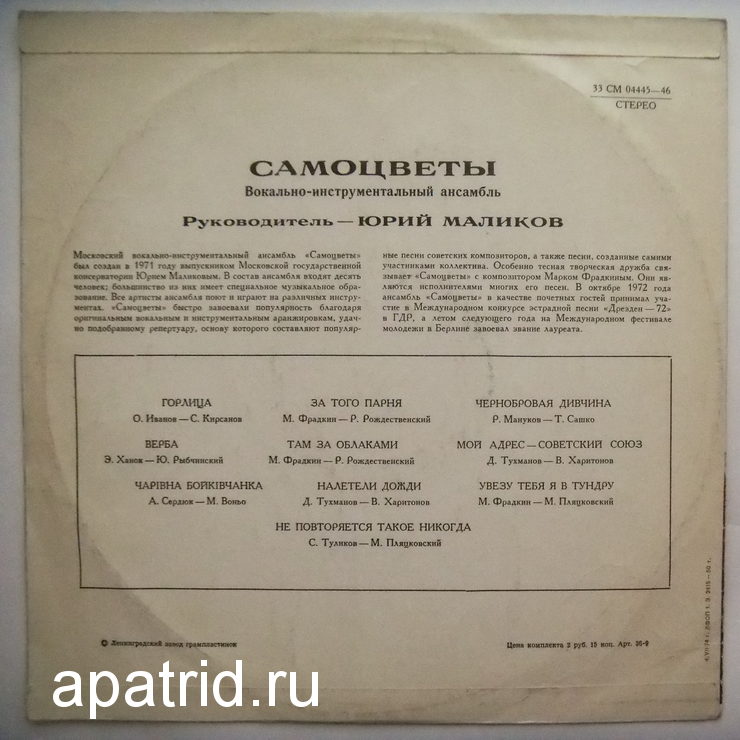 33 СМ 04445—46
СТЕРЕО
САМОЦВЕТЫ
Вокально-инструментальный ансамбль
Руководитель — ЮРИЙ МАЛИКОВ
Московский вокально-инструментальный ансамбль «Самоцветы»
был создан в 1971 году выпускником Московской государственной
консерватории Юрием Маликовым. В состав ансамбля входят десять
человек; большинство из них имеет специальное музыкальное обра-
зование. Все артисты ансамбля поют и играют на различных инстру-
ментах. «Самоцветы» быстро завоевали популярность благодаря
оригинальным вокальным и инструментальным аранжировкам, удач-
но подобранному репертуару, основу которого составляют популяр-
ные песни советских композиторов, а также песни, созданные самими
участниками коллектива. Особенно тесная творческая дружба свя-
зывает «Самоцветы» с композитором Марком Фрадкиным. Они яв-
ляются исполнителями многих его песен. В октябре 1972 года
ансамбль «Самоцветы» в качестве почетных гостей принимал уча-
стие в Международном конкурсе эстрадной песни «Дрезден — 72»
в ГДР, а летом следующего года на Международном фестивале
молодежи в Берлине завоевал звание лауреата.
ГОРЛИЦА
О. Иванов — С. Кирсанов
ЗА ТОГО ПАРНЯ
М. Фрадкин — Р. Рождественский
ЧЕРНОБРОВАЯ ДИВЧИНА
Р. Мануков — Т. Сашко
ВЕРБА
Э. Ханок — Ю. Рыбчинский
ТАМ ЗА ОБЛАКАМИ
М. Фрадкин — Р. Рождественский
МОЙ АДРЕС — СОВЕТСКИЙ СОЮЗ
Д. Тухманов — В. Харитонов
ЧАРІВНА БОЙКІВЧАНКА
А. Сердюк — М. Воньо
НАЛЕТЕЛИ ДОЖДИ
Д. Тухманов — В. Харитонов
УВЕЗУ ТЕБЯ Я В ТУНДРУ
М. Фрадкин — М. Пляцковский
НЕ ПОВТОРЯЕТСЯ ТАКОЕ НИКОГДА
С. Туликов — М. Пляцковский
© Ленинградский завод грампластинок
Цена комплекта 2 руб. 15 коп. Арт. 36-9
apatrid.ru